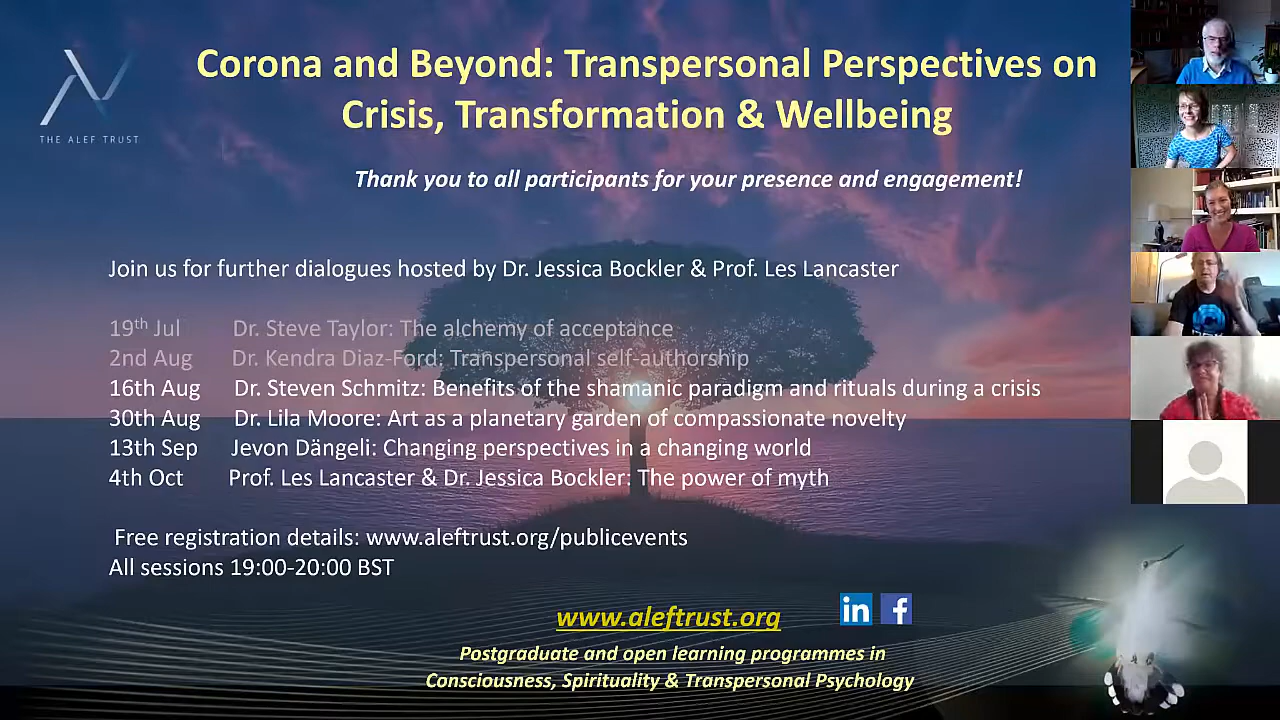 Corona and Beyond: Transpersonal Perspectives on
Crisis, Transformation & Wellbeing
THE ALEF TRUST
Thank you to all participants for your presence and engagement!
Join us for further dialogues hosted by Dr. Jessica Bockler & Prof. Les Lancaster
19th Jul Dr. Steve Taylor: The alchemy of acceptance
2nd Aug Dr. Kendra Diaz-Ford: Transpersonal self-authorship
16th Aug Dr. Steven Schmitz: Benefits of the shamanic paradigm and rituals during a crisis
30th Aug Dr. Lila Moore: Art as a planetary garden of compassionate novelty
13th Sep Jevon Dängeli: Changing perspectives in a changing world
4th Oct Prof. Les Lancaster & Dr. Jessica Bockler: The power of myth
Free registration details: www.aleftrust.org/publicevents
All sessions 19:00-20:00 BST
www.aleftrust.org
in f
Postgraduate and open learning programmes in
Consciousness, Spirituality & Transpersonal Psychology